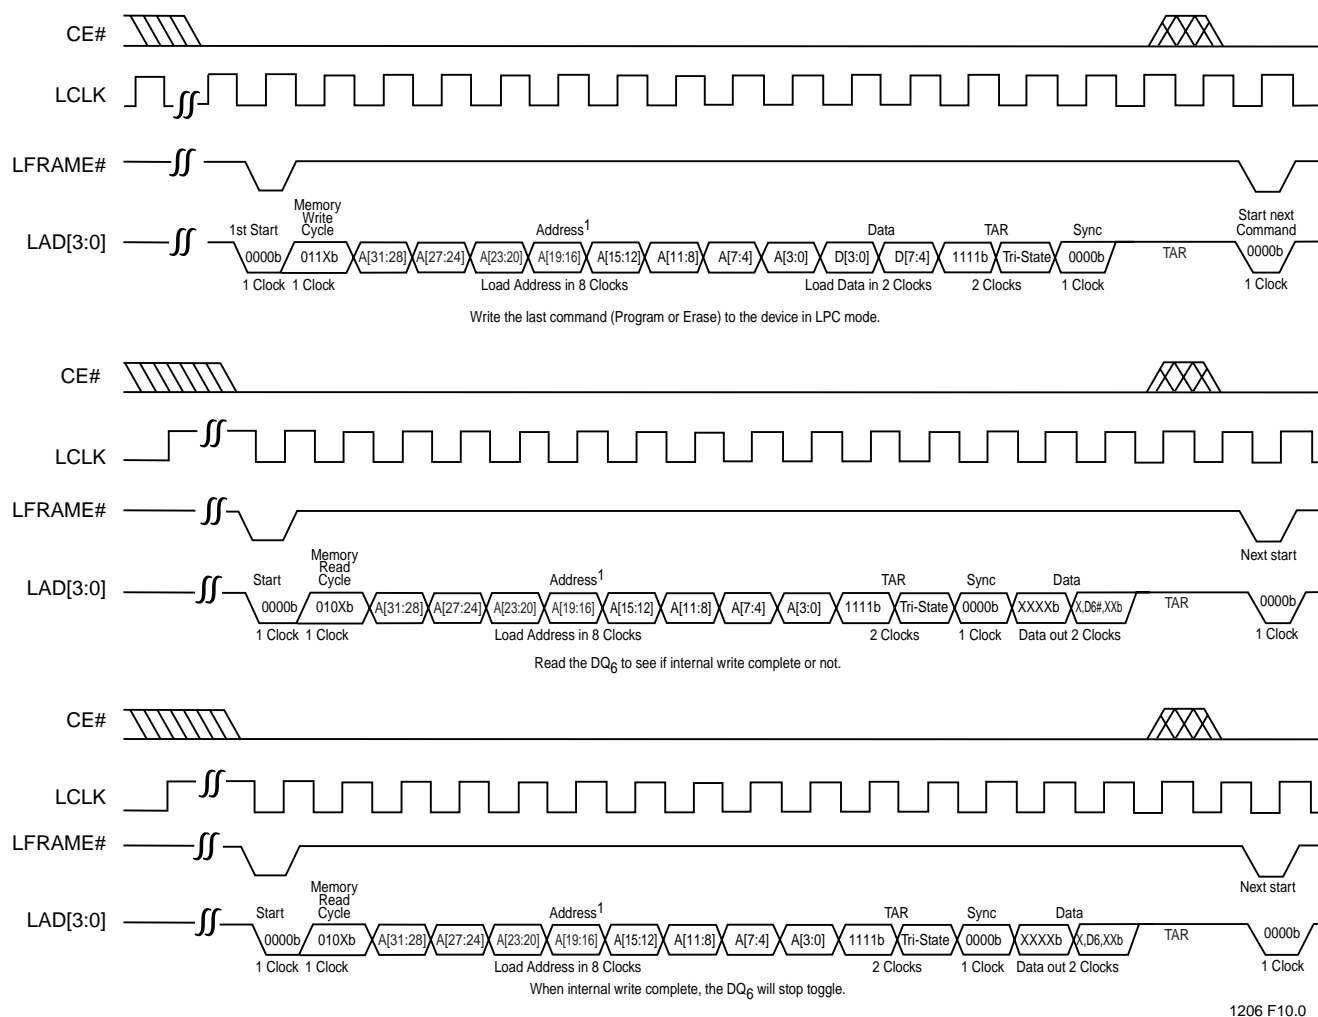 CE#
LCLK
LFRAME#
Memory
Write
1st Start Cycle Address1 Data TAR Sync Start next
Command
LAD[3:0] 0000b 011Xb A[31:28] A[27:24] A[23:20] A[19:16] A[15:12] A[11:8] A[7:4] A[3:0] D[3:0] D[7:4] 1111b Tri-State 0000b TAR 0000b
1 Clock 1 Clock Load Address in 8 Clocks Load Data in 2 Clocks 2 Clocks 1 Clock 1 Clock
Write the last command (Program or Erase) to the device in LPC mode.
CE#
LCLK
LFRAME#
Next start
Memory
Read
Start Cycle Address1 TAR Sync Data
LAD[3:0] 0000b 010Xb A[31:28] A[27:24] A[23:20] A[19:16] A[15:12] A[11:8] A[7:4] A[3:0] 1111b Tri-State 0000b XXXXb X,D6#,XXb TAR 0000b
1 Clock 1 Clock Load Address in 8 Clocks 2 Clocks 1 Clock Data out 2 Clocks 1 Clock
Read the DQ6 to see if internal write complete or not.
CE#
LCLK
LFRAME#
Next start
Memory
Read
Start Cycle Address1 TAR Sync Data
LAD[3:0] 0000b 010Xb A[31:28] A[27:24] A[23:20] A[19:16] A[15:12] A[11:8] A[7:4] A[3:0] 1111b Tri-State 0000b XXXXb X,D6,XXb TAR 0000b
1 Clock 1 Clock Load Address in 8 Clocks 2 Clocks 1 Clock Data out 2 Clocks 1 Clock
When internal write complete, the DQ6 will stop toggle.
1206 F10.0